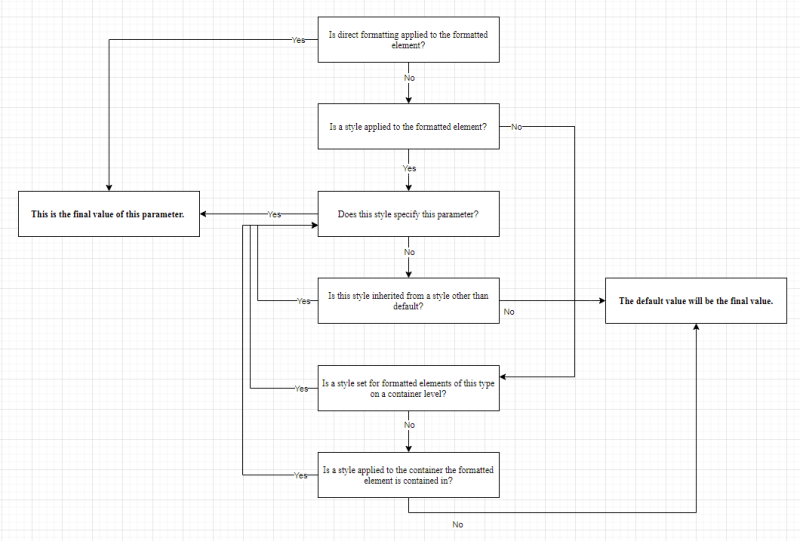 Is direct formatting applied to the formatted
element?
Yes
No
Is a style applied to the formatted element?
No
Yes
This is the final value of this parameter.
Yes
Does this style specify this parameter?
No
Is this style inherited from a style other than
default?
Yes
No
The default value will be the final value.
Is a style set for formatted elements of this type
on a container level?
Yes
No
Is a style applied to the container the formatted
element is contained in?
Yes
No